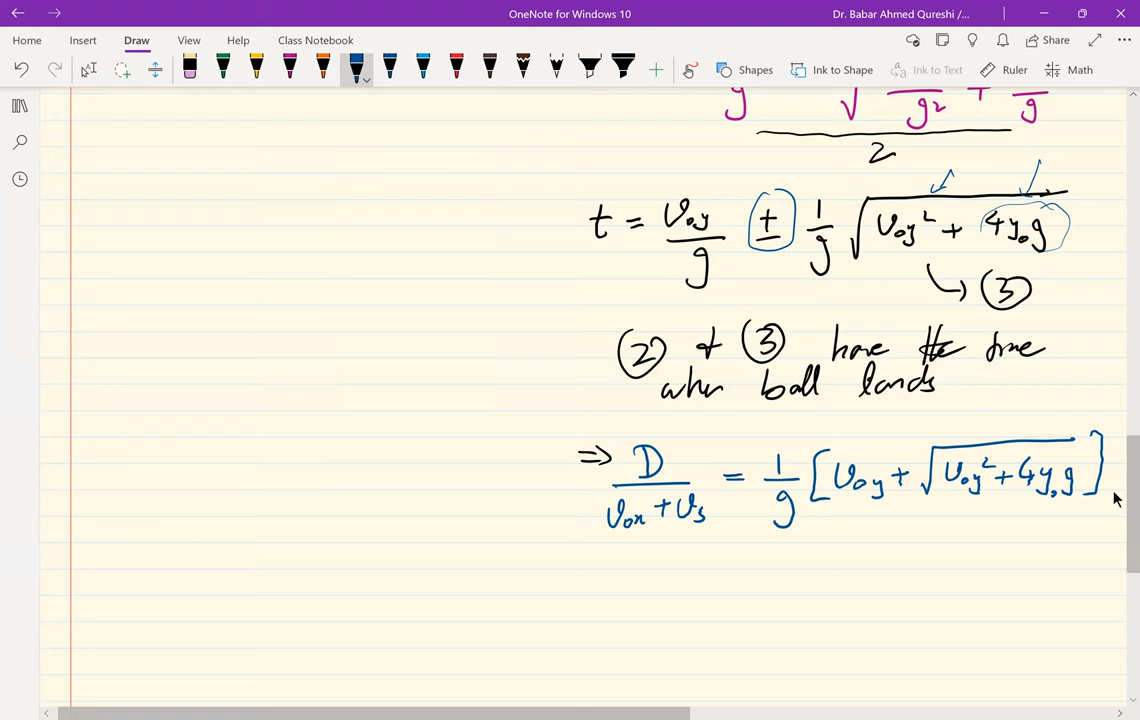 OneNote for Windows 10
Dr. Babar Ahmed Qureshi /...
Home Insert Draw View Help Class Notebook
Share
Shapes Ink to Shape Ink to Text Ruler Math
y √ g² + g
2
t = v₀y/g ± 1/g √(v₀y² + 4y₀g)
→ ③
② & ③ have the time
when ball lands
⇒ D/(v₀ₓ + vₛ) = 1/g [v₀y + √(v₀y² + 4y₀g)]